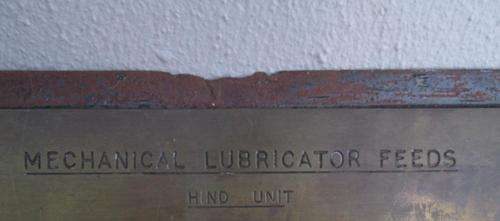 MECHANICAL LUBRICATOR FEEDS
HIND UNIT